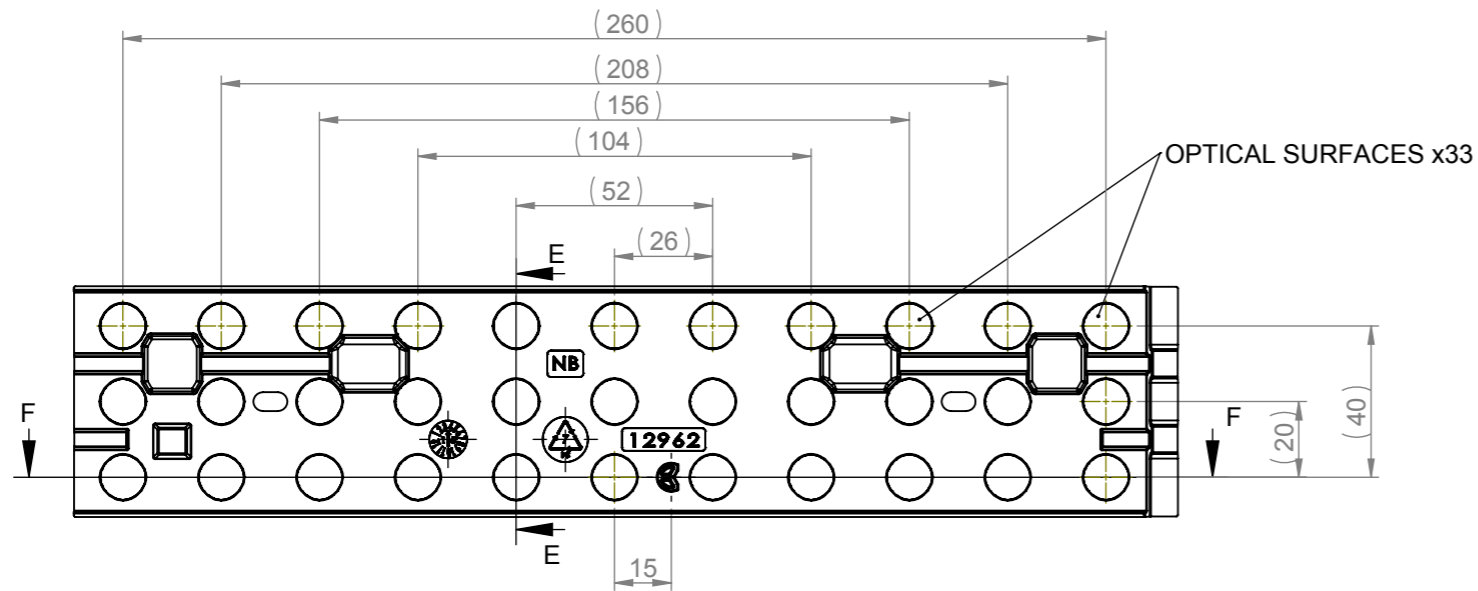 (260)
(208)
(156)
(104)
OPTICAL SURFACES x33
(52)
(26)
E
NB
F
F
12962
(20)
(40)
E
15